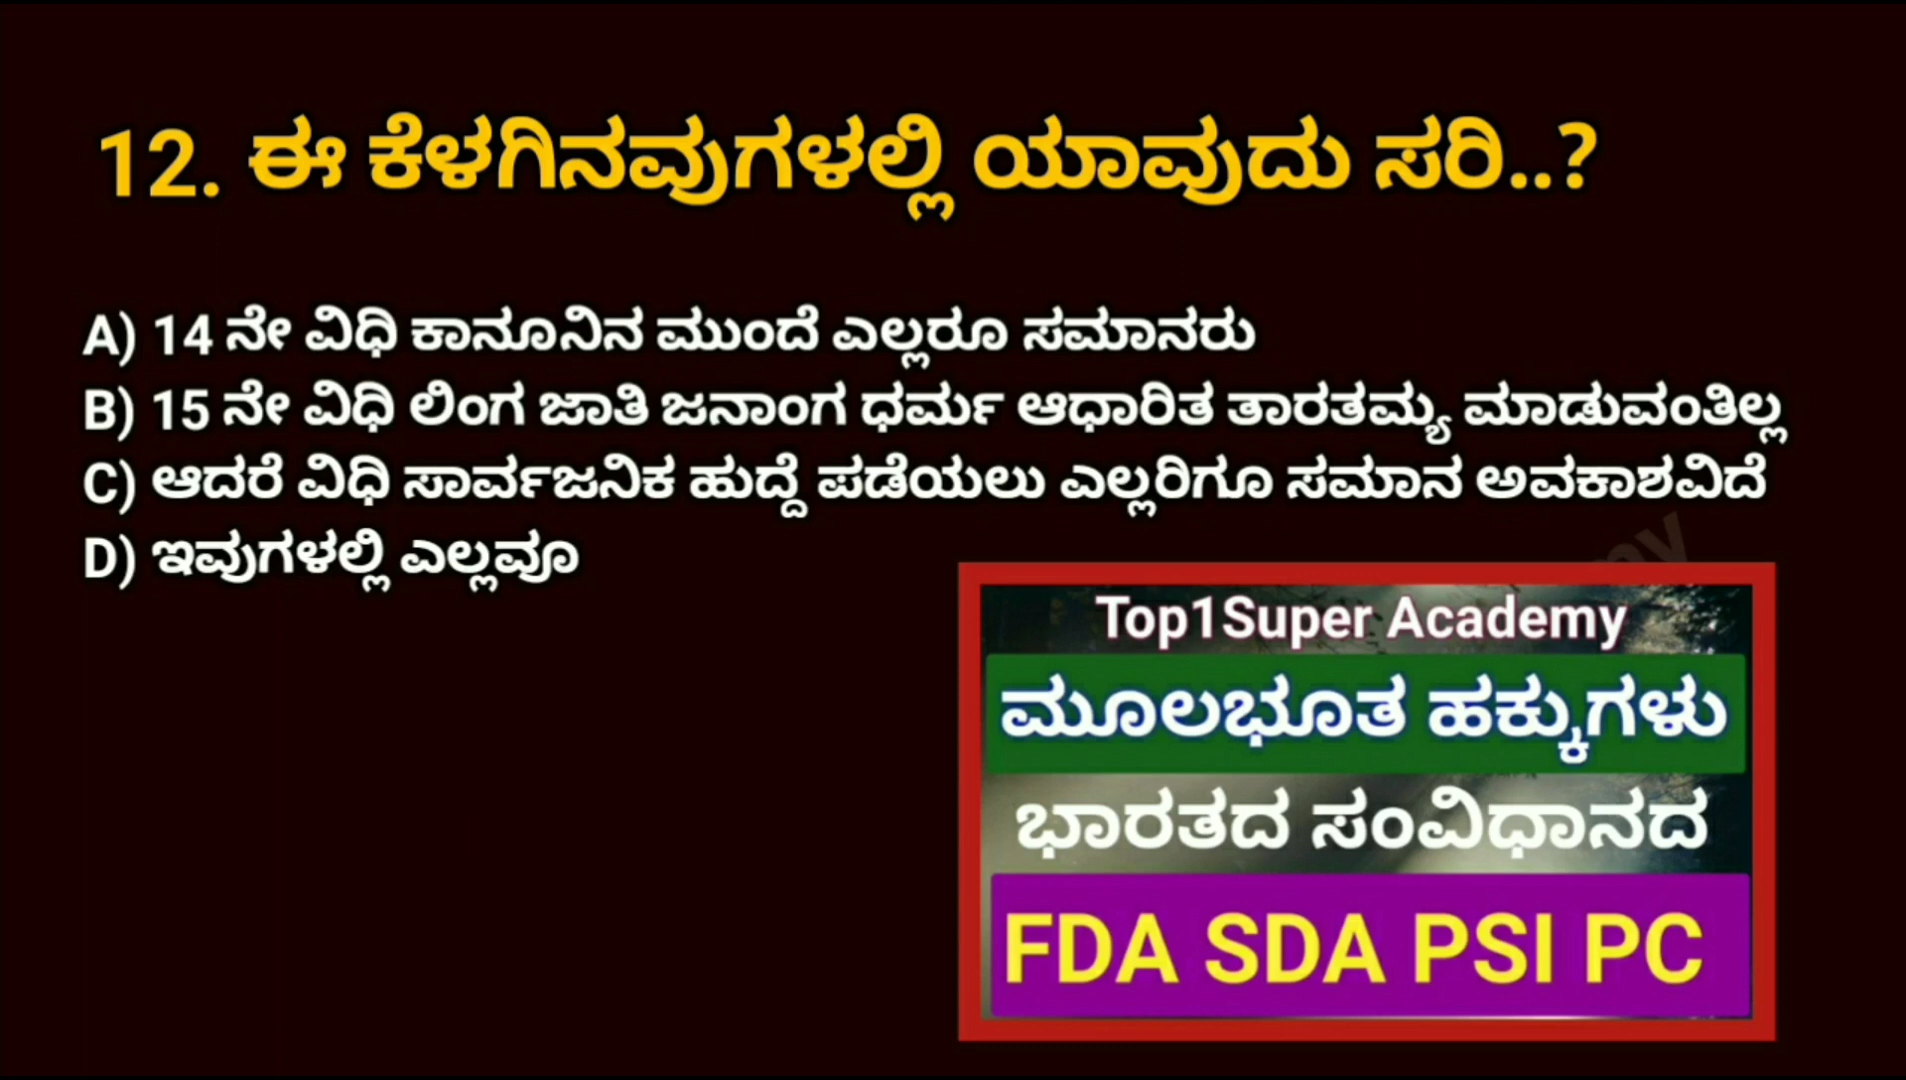 12. ಈ ಕೆಳಗಿನವುಗಳಲ್ಲಿ ಯಾವುದು ಸರಿ..?
A) 14 ನೇ ವಿಧಿ ಕಾನೂನಿನ ಮುಂದೆ ಎಲ್ಲರೂ ಸಮಾನರು
B) 15 ನೇ ವಿಧಿ ಲಿಂಗ ಜಾತಿ ಜನಾಂಗ ಧರ್ಮ ಆಧಾರಿತ ತಾರತಮ್ಯ ಮಾಡುವಂತಿಲ್ಲ
C) ಆದರೆ ವಿಧಿ ಸಾರ್ವಜನಿಕ ಹುದ್ದೆ ಪಡೆಯಲು ಎಲ್ಲರಿಗೂ ಸಮಾನ ಅವಕಾಶವಿದೆ
D) ಇವುಗಳಲ್ಲಿ ಎಲ್ಲವೂ
Top1Super Academy
ಮೂಲಭೂತ ಹಕ್ಕುಗಳು
ಭಾರತದ ಸಂವಿಧಾನದ
FDA SDA PSI PC